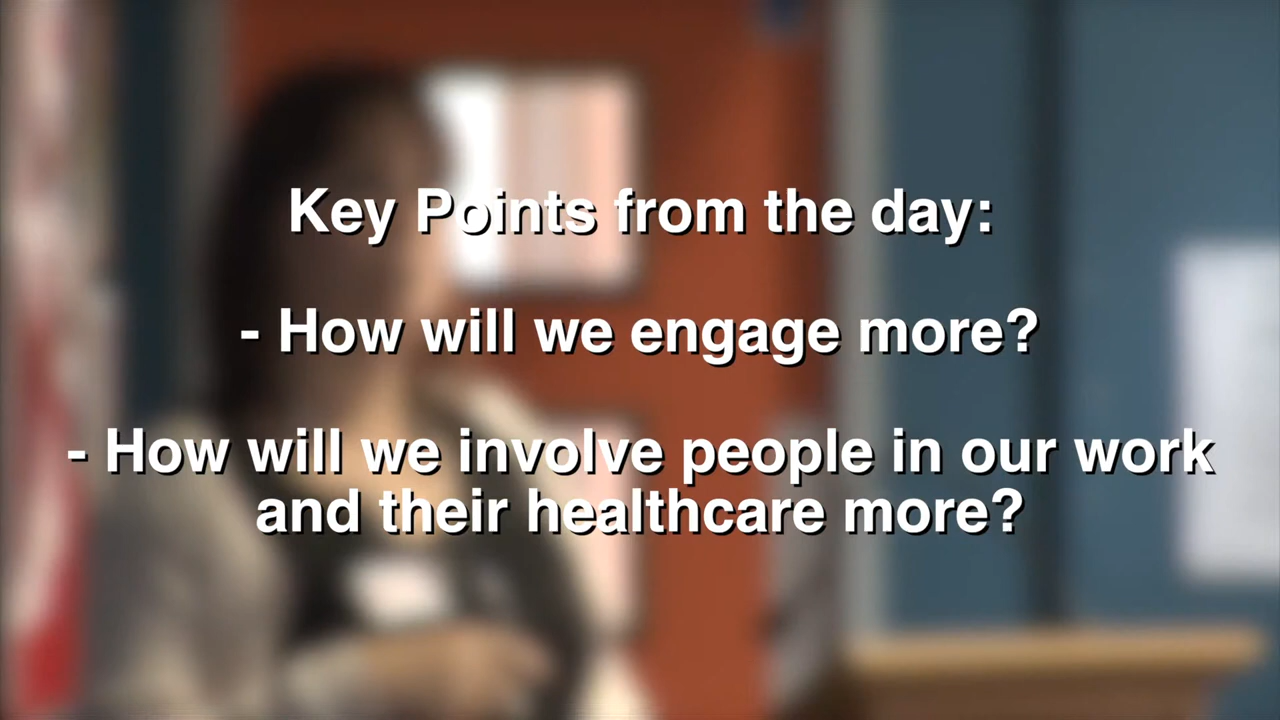 Key Points from the day:
- How will we engage more?
- How will we involve people in our work
and their healthcare more?